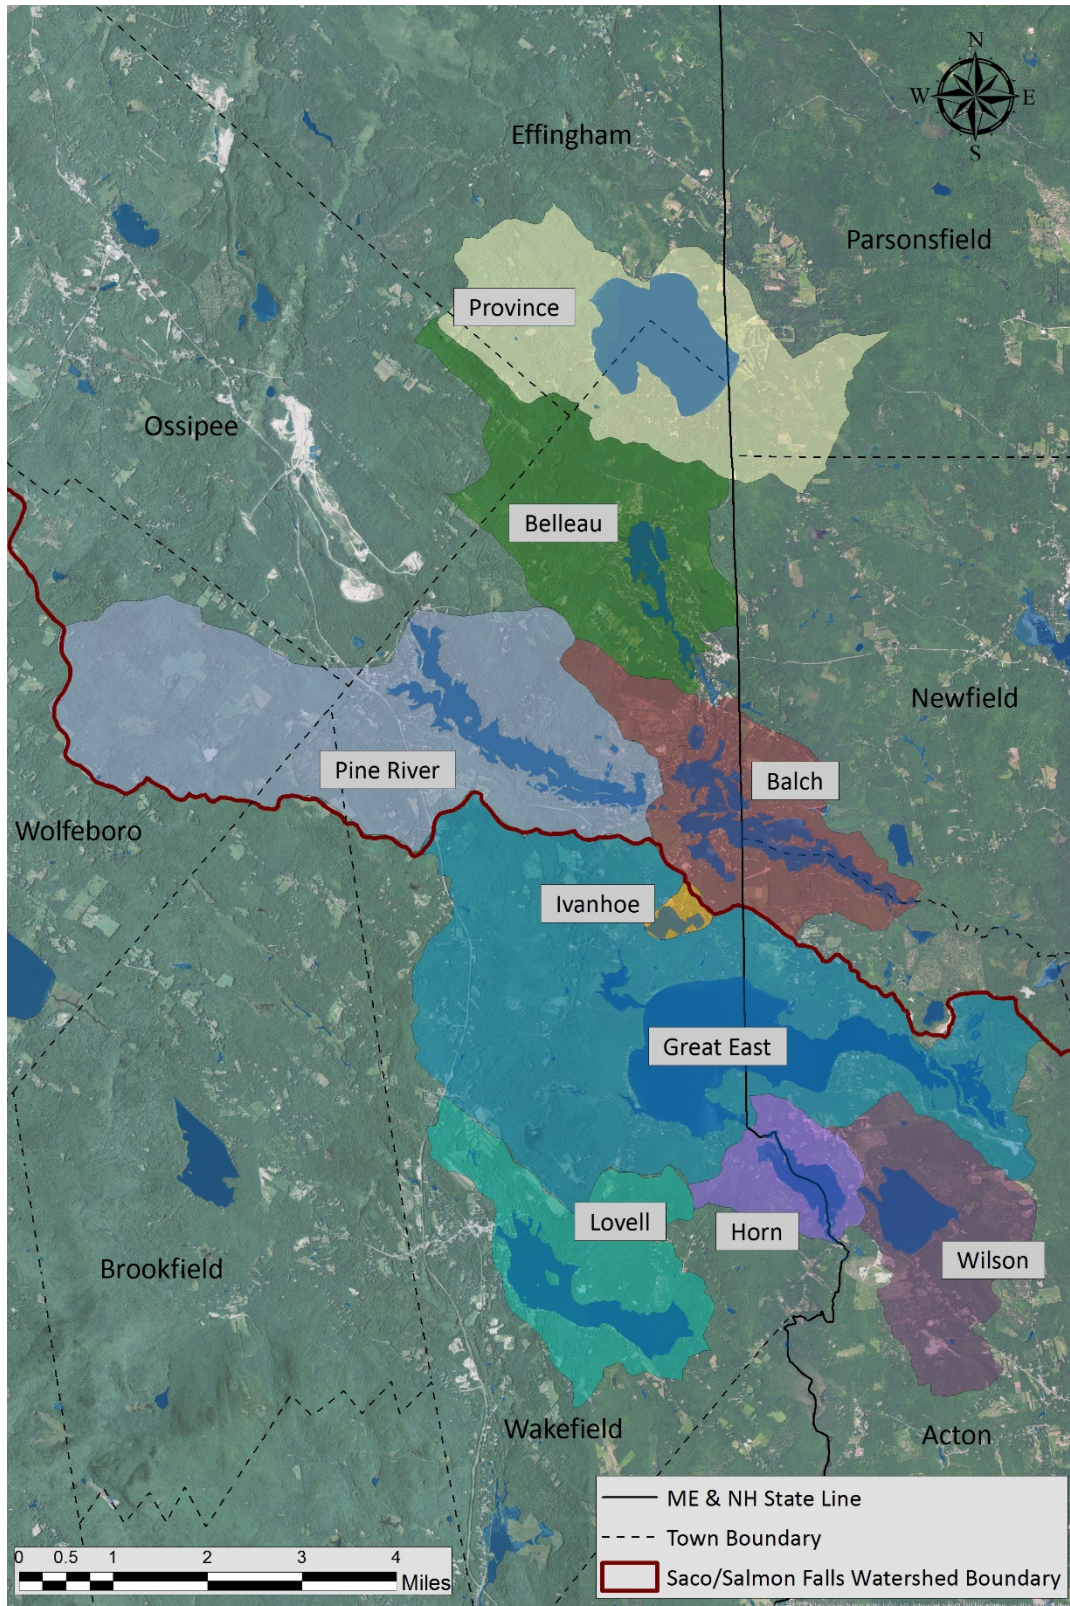 N
W E
S
Effingham
Parsonsfield
Province
Ossipee
Belleau
Newfield
Pine River
Balch
Wolfeboro
Ivanhoe
Great East
Lovell
Horn
Wilson
Brookfield
Wakefield
Acton
ME & NH State Line
Town Boundary
Saco/Salmon Falls Watershed Boundary
0 0.5 1 2 3 4
Miles